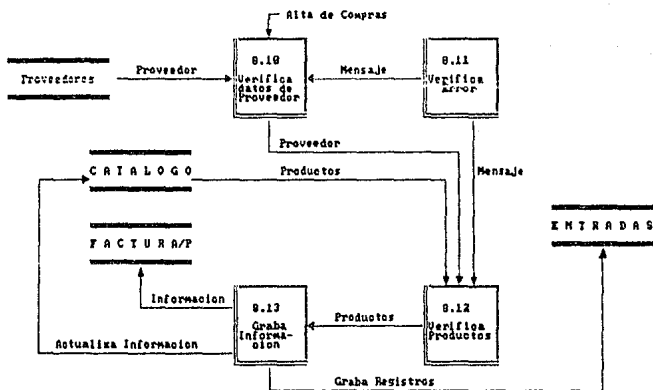 Alta de Compras
Proveedores
Proveedor
8.10
Verifica
datos de
Proveedor
Mensaje
8.11
Verifica
Error
Proveedor
CATALOGO
Productos
Mensaje
FACTURA/P
ENTRADAS
Informacion
8.13
Graba
Informa-
cion
Productos
8.12
Verifica
Productos
Actualiza Informacion
Graba Registros